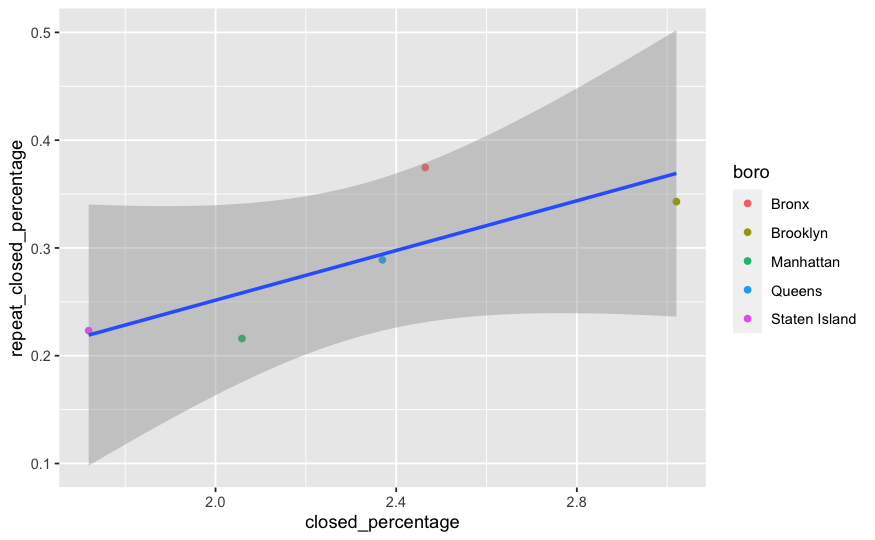 0.5
0.4
0.3
0.2
0.1
repeat_closed_percentage
2.0
2.4
2.8
closed_percentage
boro
Bronx
Brooklyn
Manhattan
Queens
Staten Island